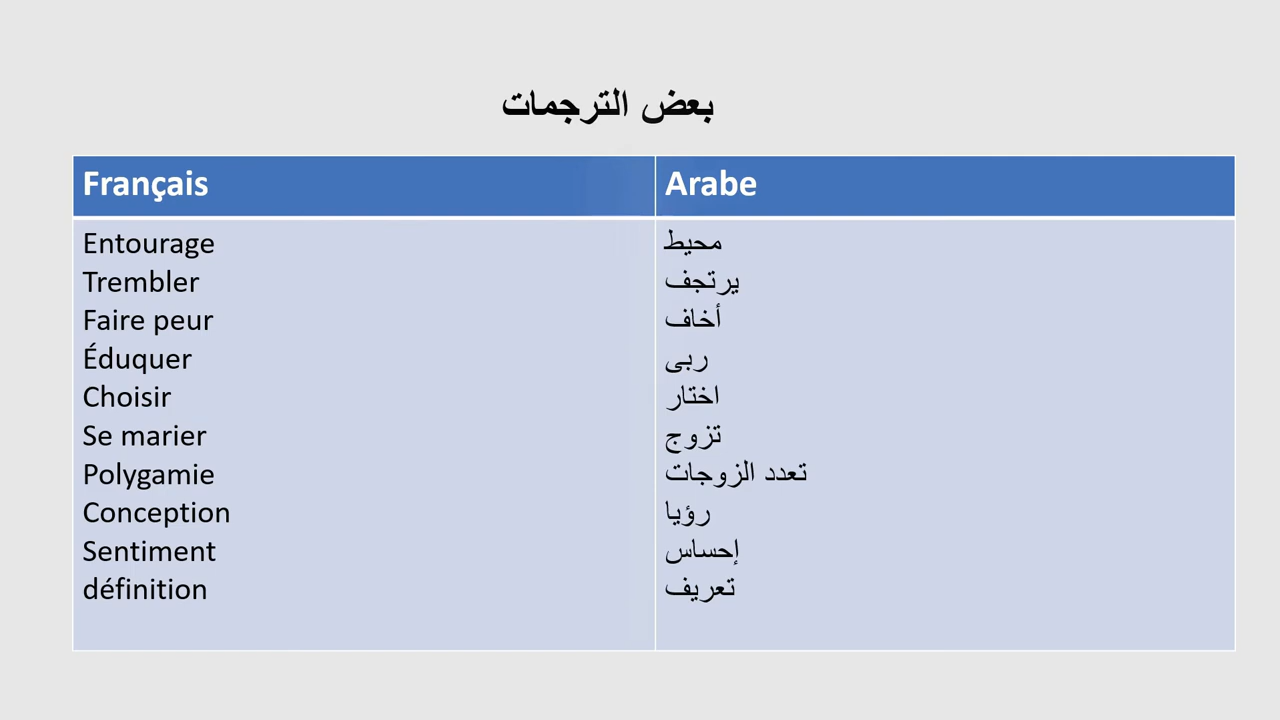 بعض الترجمات
Français Arabe
Entourage محيط
Trembler يرتجف
Faire peur أخاف
Éduquer ربى
Choisir اختار
Se marier تزوج
Polygamie تعدد الزوجات
Conception رؤيا
Sentiment إحساس
définition تعريف